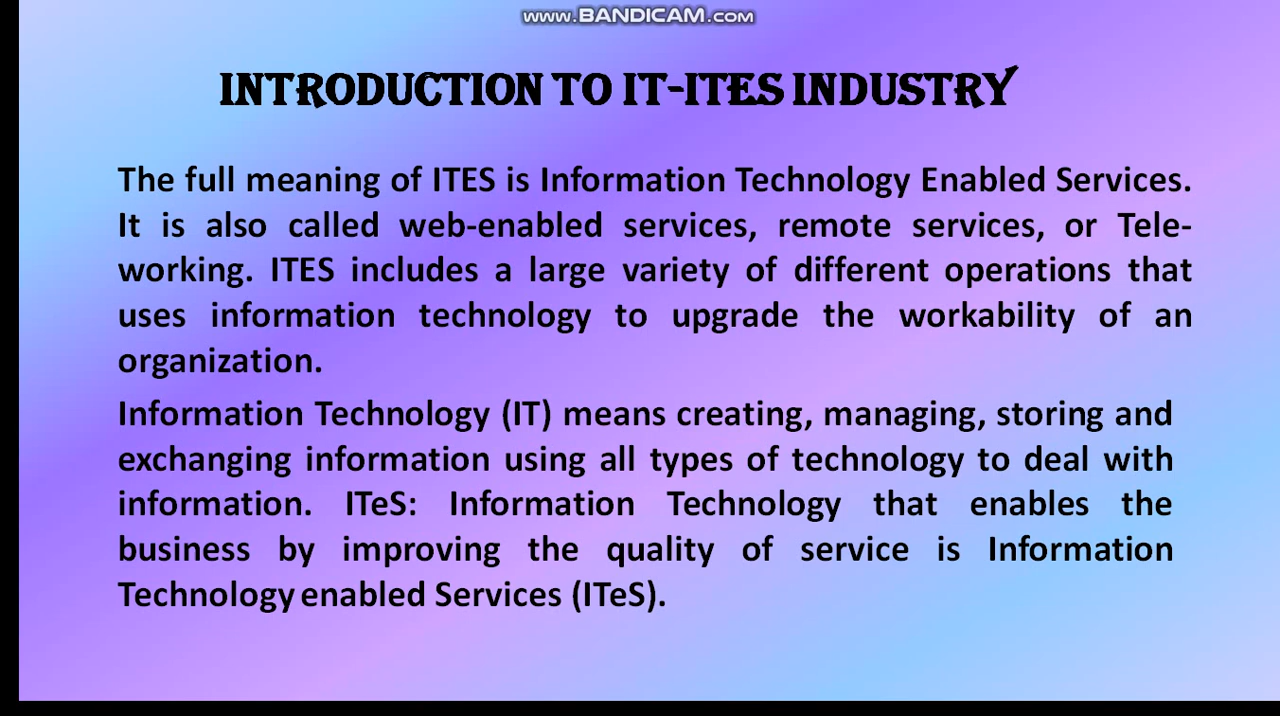 www.BANDICAM.com
INTRODUCTION TO IT-ITES INDUSTRY
The full meaning of ITES is Information Technology Enabled Services.
It is also called web-enabled services, remote services, or Tele-
working. ITES includes a large variety of different operations that
uses information technology to upgrade the workability of an
organization.
Information Technology (IT) means creating, managing, storing and
exchanging information using all types of technology to deal with
information. ITeS: Information Technology that enables the
business by improving the quality of service is Information
Technology enabled Services (ITeS).